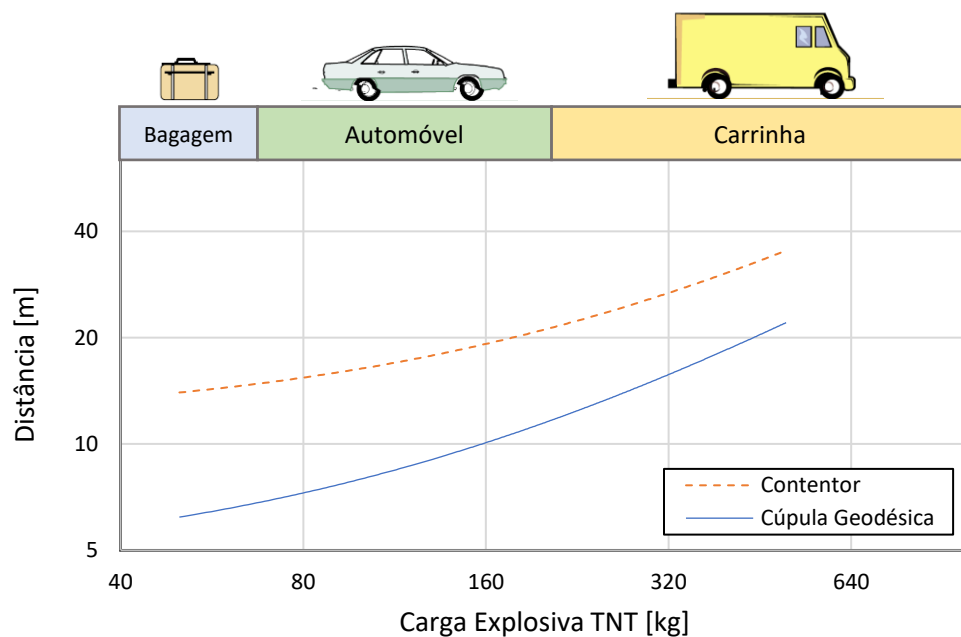 Bagagem
Automóvel
Carrinha
40
20
10
5
Distância [m]
Contentor
Cúpula Geodésica
40
80
160
320
640
Carga Explosiva TNT [kg]